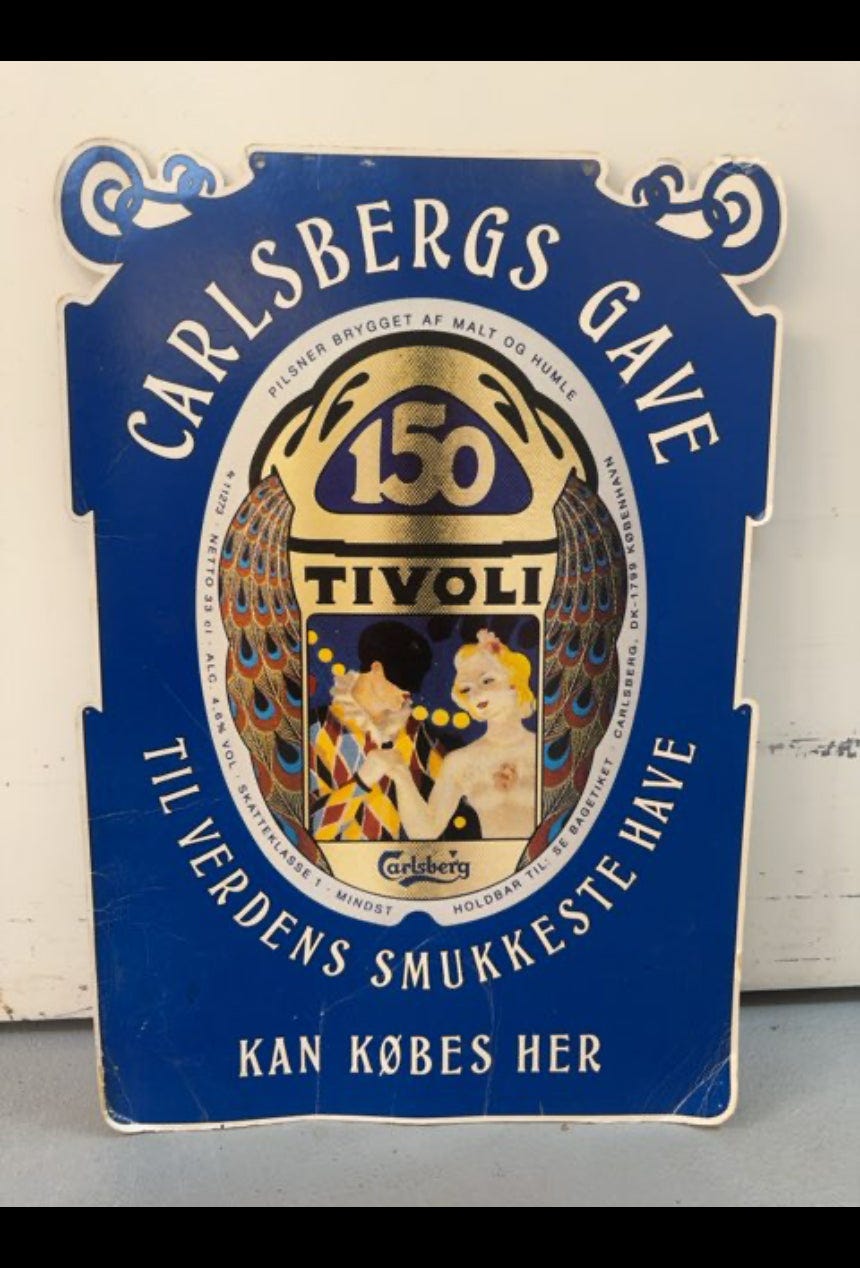 CARLSBERGS GAVE
PILSNER BRYGGET AF MALT OG HUMLE
150
TIVOLI
Carlsberg
NETTO 33 cl · ALC. 4,6% VOL · SKATTEKLASSE 1 · MINDST
HOLDBAR TIL: SE BAGETIKET · CARLSBERG, DK-1799 KØBENHAVN
TIL VERDENS SMUKKESTE HAVE
KAN KØBES HER